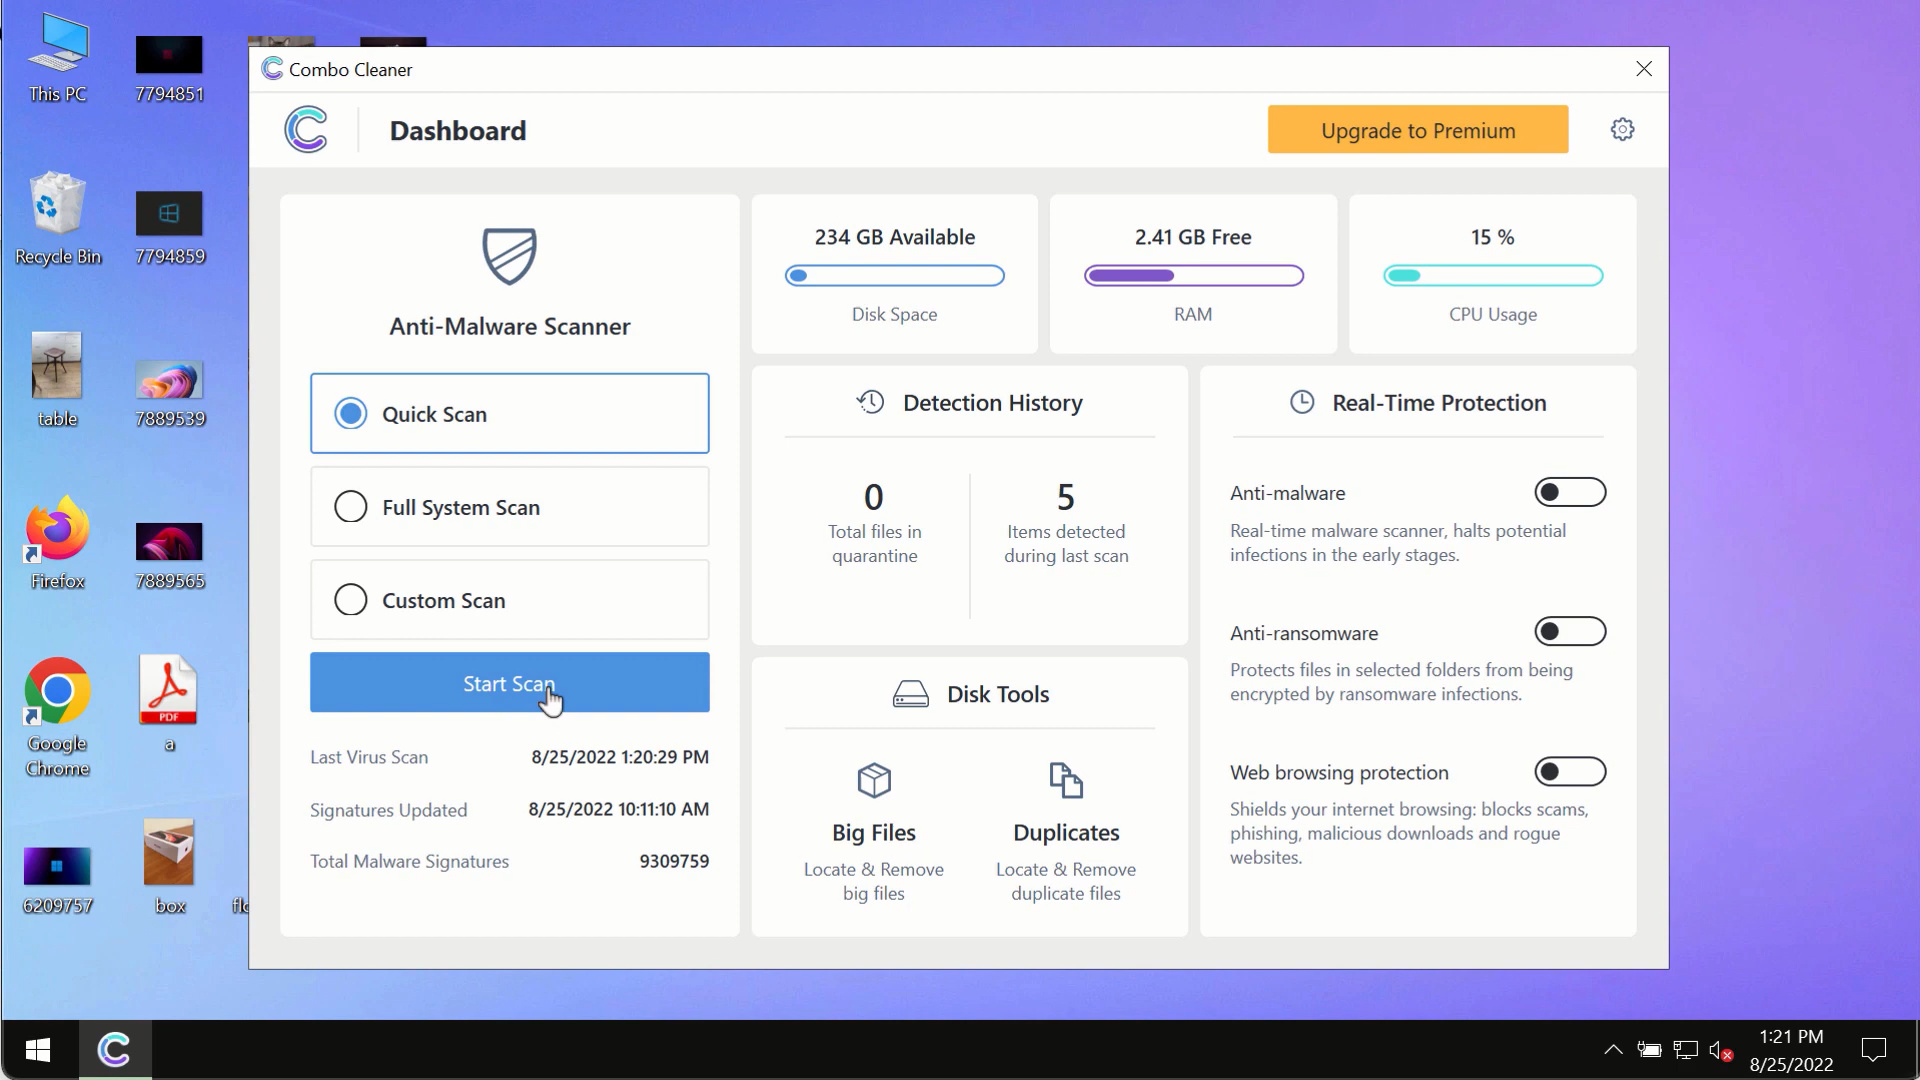 This PC
7794851
Recycle Bin
7794859
table
7889539
Firefox
7889565
Google
Chrome
a
PDF
6209757
box
Combo Cleaner
Dashboard
Upgrade to Premium
Anti-Malware Scanner
Quick Scan
Full System Scan
Custom Scan
Start Scan
Last Virus Scan 8/25/2022 1:20:29 PM
Signatures Updated 8/25/2022 10:11:10 AM
Total Malware Signatures 9309759
234 GB Available
Disk Space
2.41 GB Free
RAM
15 %
CPU Usage
Detection History
0
Total files in
quarantine
5
Items detected
during last scan
Disk Tools
Big Files
Locate & Remove
big files
Duplicates
Locate & Remove
duplicate files
Real-Time Protection
Anti-malware
Real-time malware scanner, halts potential
infections in the early stages.
Anti-ransomware
Protects files in selected folders from being
encrypted by ransomware infections.
Web browsing protection
Shields your internet browsing: blocks scams,
phishing, malicious downloads and rogue
websites.
1:21 PM
8/25/2022